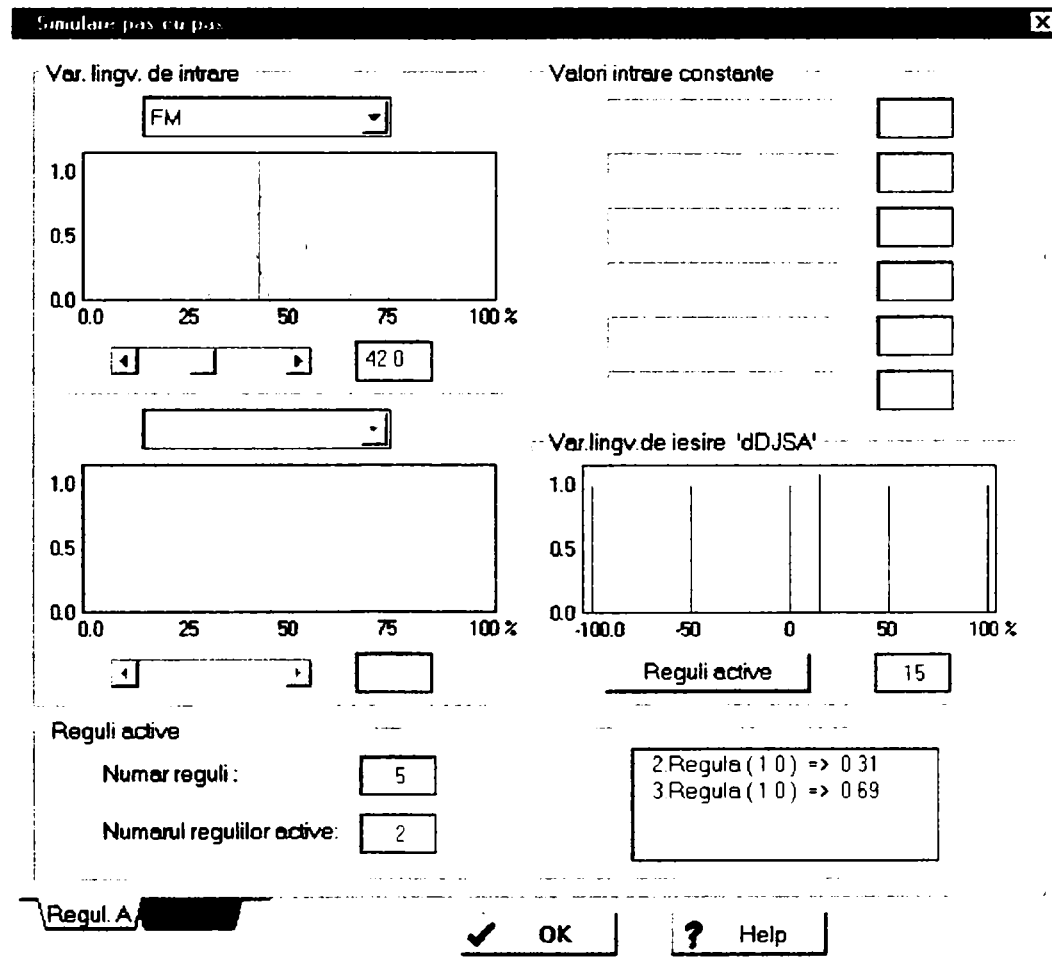 Simulare pas cu pas
Var. lingv. de intrare
FM
1.0
0.5
0.0
0.0 25 50 75 100 %
42.0
1.0
0.5
0.0
0.0 25 50 75 100 %
Valori intrare constante
Var.lingv.de iesire 'dDJSA'
1.0
0.5
0.0
-100.0 -50 0 50 100 %
Reguli active 15
Reguli active
Numar reguli : 5
Numarul regulilor active: 2
2.Regula ( 1 0 ) => 0 31
3.Regula ( 1 0 ) => 0 69
Regul. A
OK
? Help